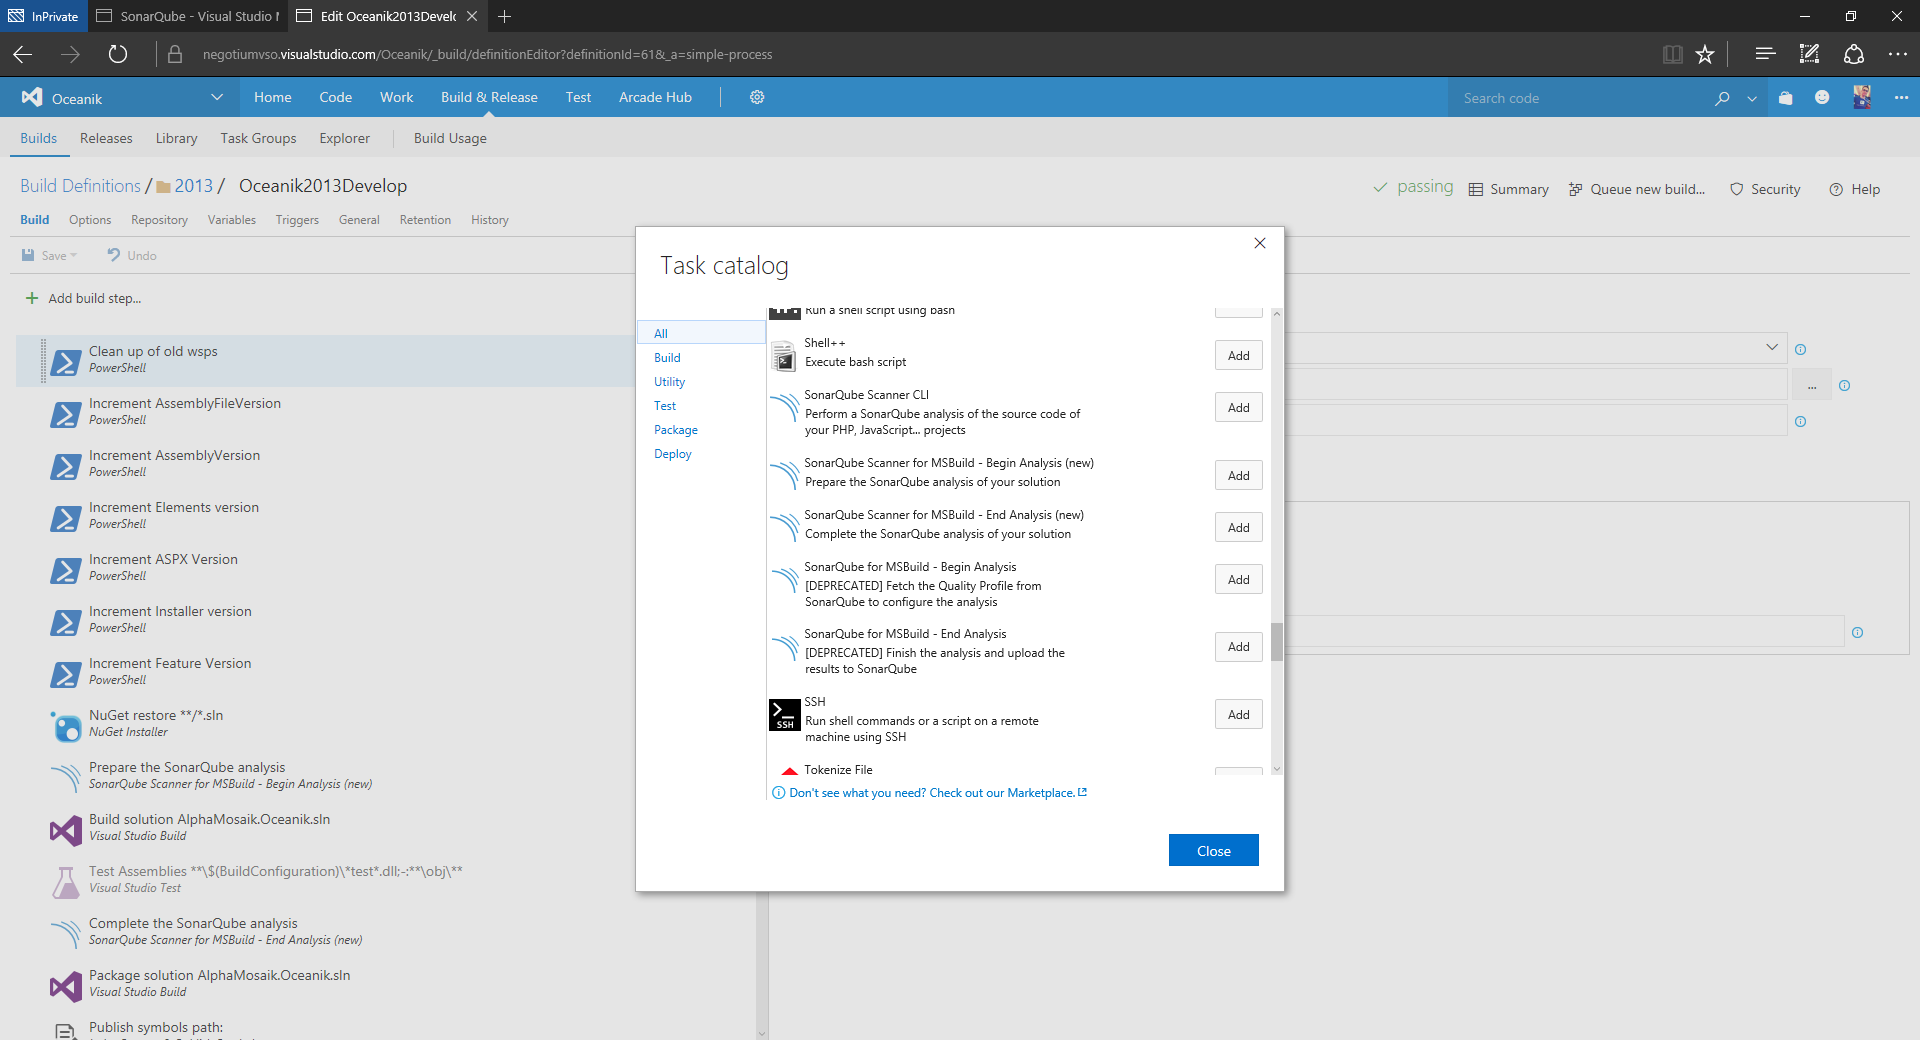 InPrivate
SonarQube - Visual Studio
Edit Oceanik2013Develo
negotiumvso.visualstudio.com/Oceanik/_build/definitionEditor?definitionId=61&_a=simple-process
Oceanik
Home
Code
Work
Build & Release
Test
Arcade Hub
Search code
Builds
Releases
Library
Task Groups
Explorer
Build Usage
Build Definitions / 2013 / Oceanik2013Develop
passing
Summary
Queue new build...
Security
Help
Build
Options
Repository
Variables
Triggers
General
Retention
History
Save
Undo
Add build step...
Clean up of old wsps
PowerShell
Increment AssemblyFileVersion
PowerShell
Increment AssemblyVersion
PowerShell
Increment Elements version
PowerShell
Increment ASPX Version
PowerShell
Increment Installer version
PowerShell
Increment Feature Version
PowerShell
NuGet restore **/*.sln
NuGet Installer
Prepare the SonarQube analysis
SonarQube Scanner for MSBuild - Begin Analysis (new)
Build solution AlphaMosaik.Oceanik.sln
Visual Studio Build
Test Assemblies **\$(BuildConfiguration)\*test*.dll;-:**\obj\**
Visual Studio Test
Complete the SonarQube analysis
SonarQube Scanner for MSBuild - End Analysis (new)
Package solution AlphaMosaik.Oceanik.sln
Visual Studio Build
Publish symbols path:
Task catalog
All
Build
Utility
Test
Package
Deploy
Run a shell script using bash
Shell++
Execute bash script
Add
SonarQube Scanner CLI
Perform a SonarQube analysis of the source code of
your PHP, JavaScript... projects
Add
SonarQube Scanner for MSBuild - Begin Analysis (new)
Prepare the SonarQube analysis of your solution
Add
SonarQube Scanner for MSBuild - End Analysis (new)
Complete the SonarQube analysis of your solution
Add
SonarQube for MSBuild - Begin Analysis
[DEPRECATED] Fetch the Quality Profile from
SonarQube to configure the analysis
Add
SonarQube for MSBuild - End Analysis
[DEPRECATED] Finish the analysis and upload the
results to SonarQube
Add
SSH
SSH
Run shell commands or a script on a remote
machine using SSH
Add
Tokenize File
Don't see what you need? Check out our Marketplace.
Close
...